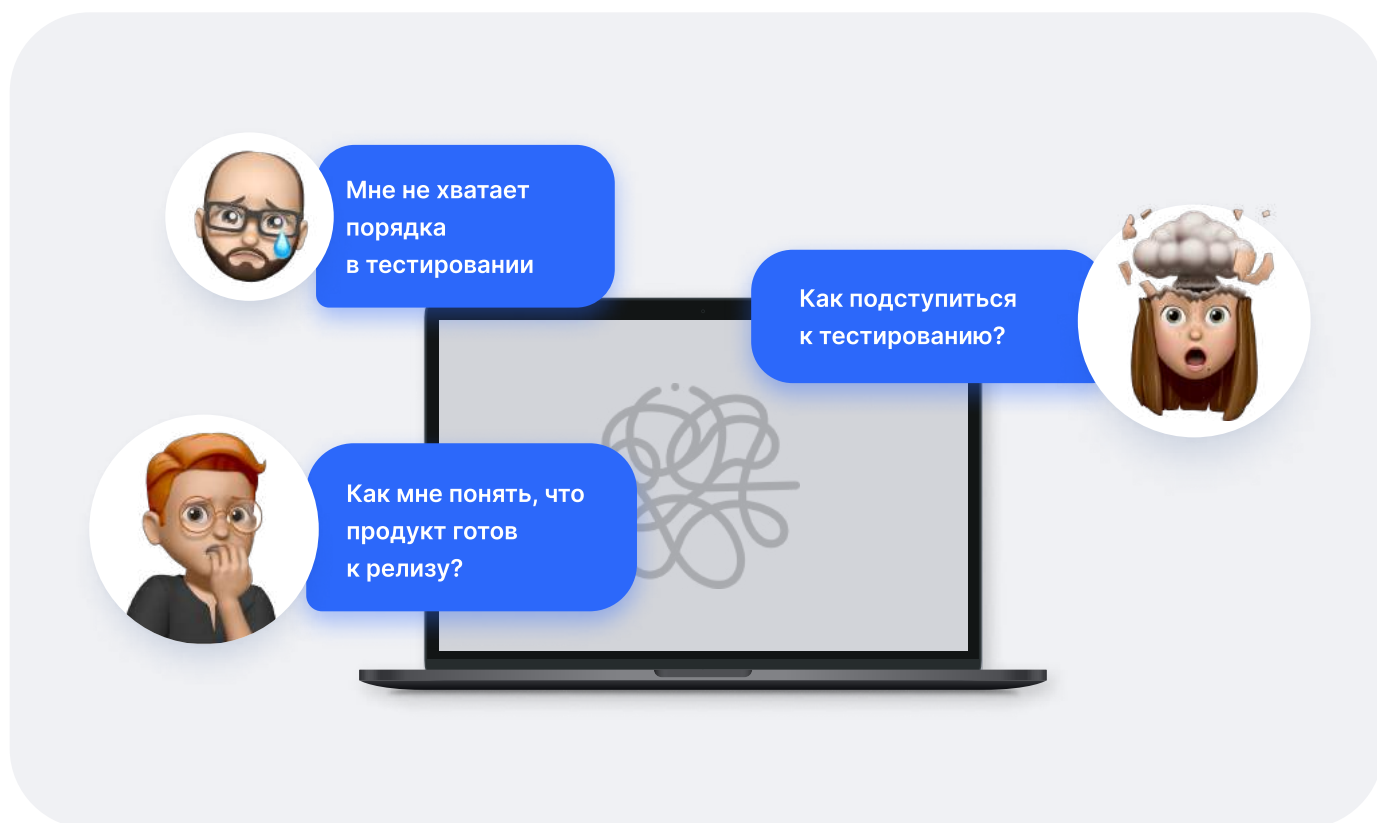 Мне не хватает
порядка
в тестировании
Как подступиться
к тестированию?
Как мне понять, что
продукт готов
к релизу?